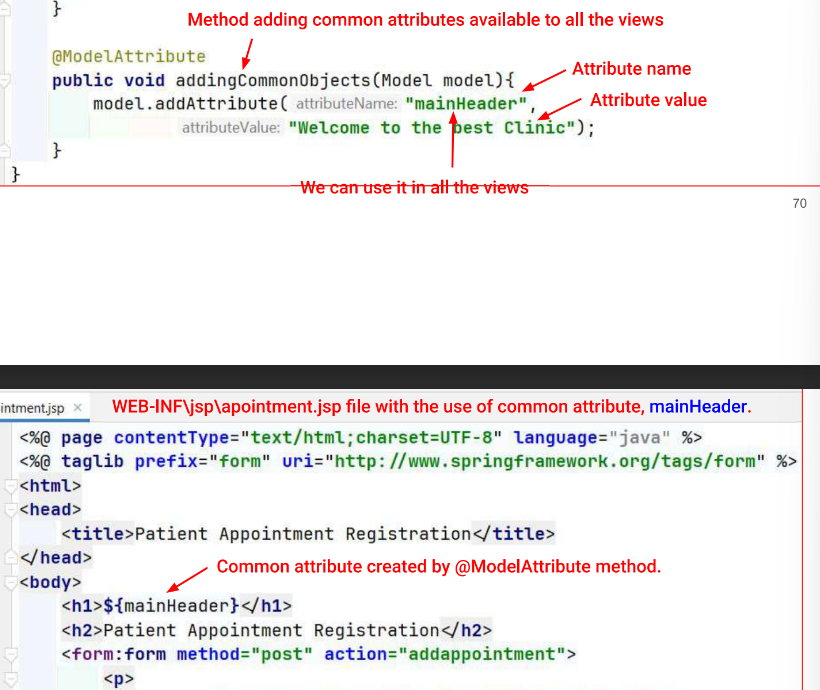 Method adding common attributes available to all the views
}
@ModelAttribute
public void addingCommonObjects(Model model){
Attribute name
model.addAttribute( attributeName: "mainHeader",
Attribute value
attributeValue: "Welcome to the best Clinic");
}
}
We can use it in all the views
70
intment.jsp ×
WEB-INF\jsp\apointment.jsp file with the use of common attribute, mainHeader.
<%@ page contentType="text/html;charset=UTF-8" language="java" %>
<%@ taglib prefix="form" uri="http://www.springframework.org/tags/form" %>
<html>
<head>
<title>Patient Appointment Registration</title>
</head>
Common attribute created by @ModelAttribute method.
<body>
<h1>${mainHeader}</h1>
<h2>Patient Appointment Registration</h2>
<form:form method="post" action="addappointment">
<p>